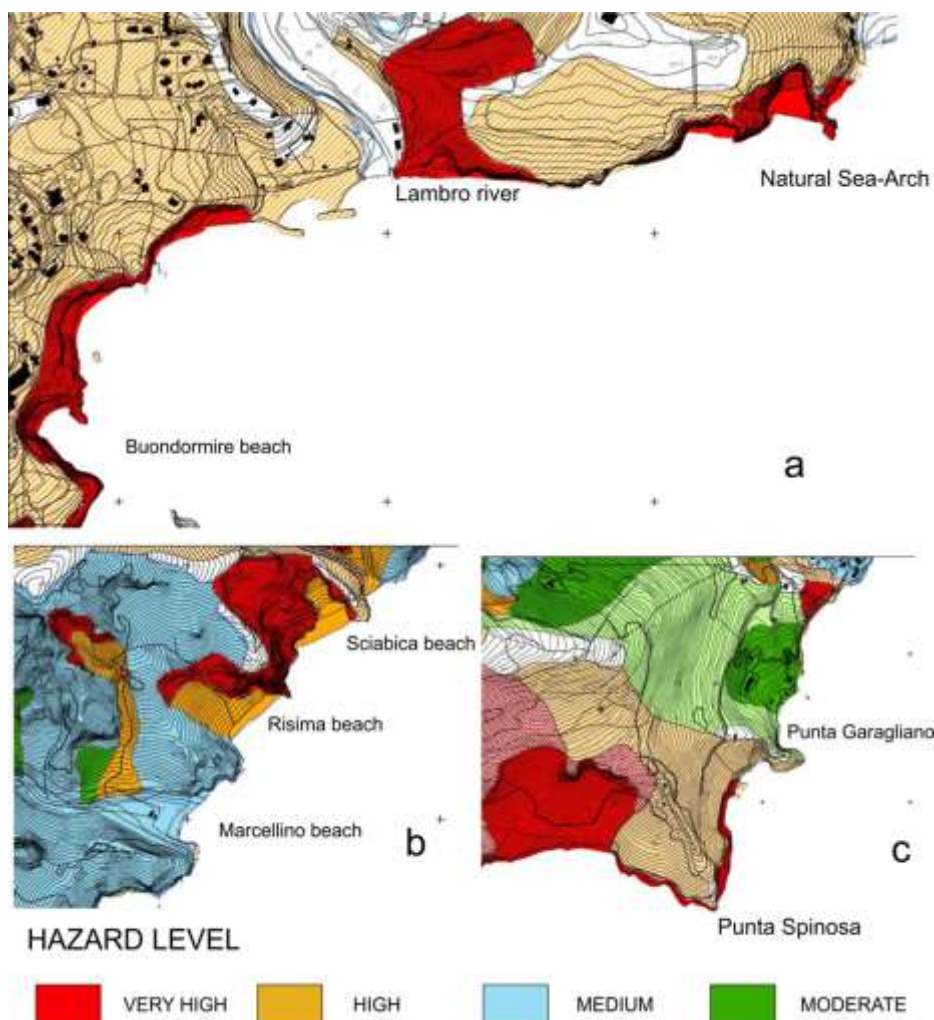 Lambro river
Natural Sea-Arch
Buondormire beach
a
Sciabica beach
Risima beach
Marcellino beach
b
Punta Garagliano
c
Punta Spinosa
HAZARD LEVEL
VERY HIGH
HIGH
MEDIUM
MODERATE